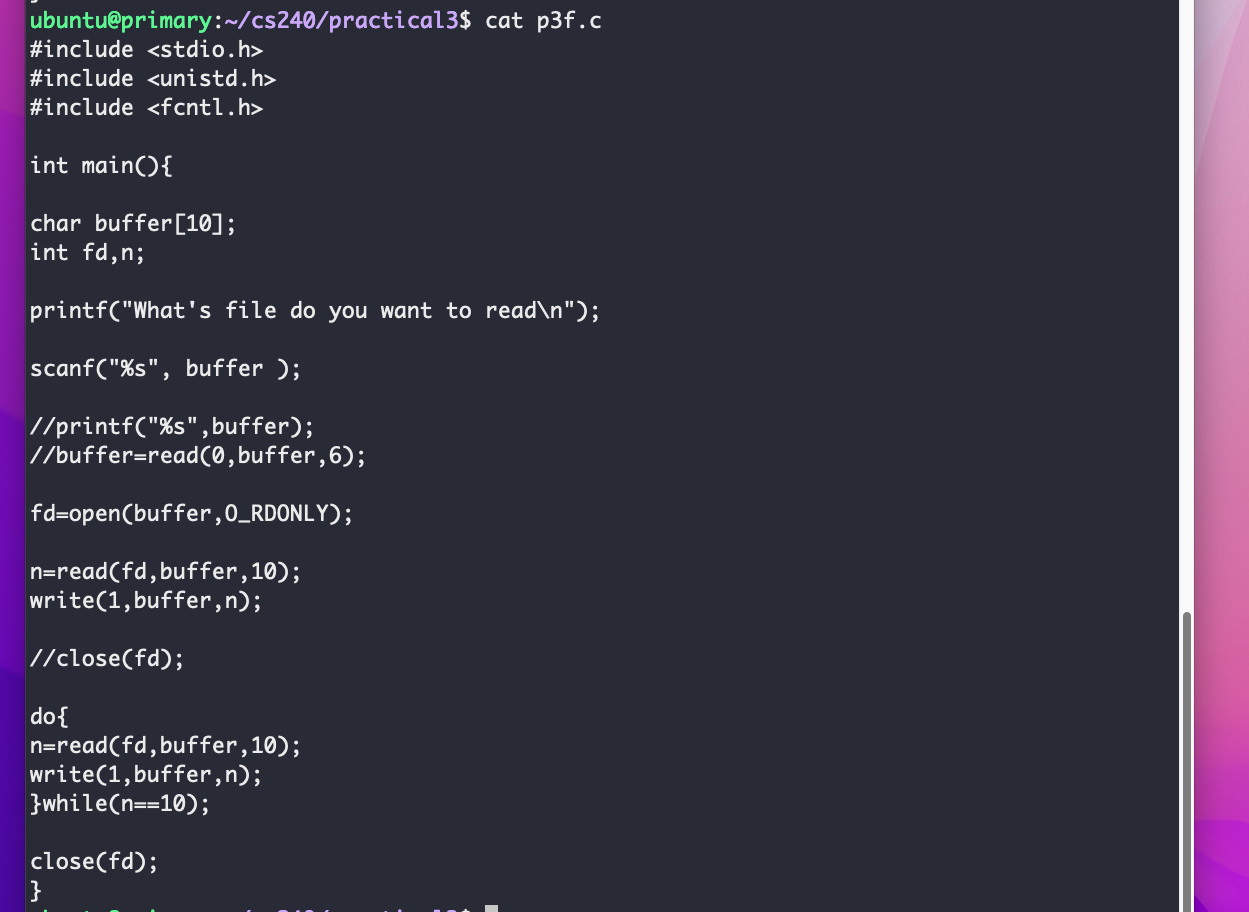 ubuntu@primary:~/cs240/practical3$ cat p3f.c
#include <stdio.h>
#include <unistd.h>
#include <fcntl.h>
int main(){
char buffer[10];
int fd,n;
printf("What's file do you want to read\n");
scanf("%s", buffer );
//printf("%s",buffer);
//buffer=read(0,buffer,6);
fd=open(buffer,O_RDONLY);
n=read(fd,buffer,10);
write(1,buffer,n);
//close(fd);
do{
n=read(fd,buffer,10);
write(1,buffer,n);
}while(n==10);
close(fd);
}